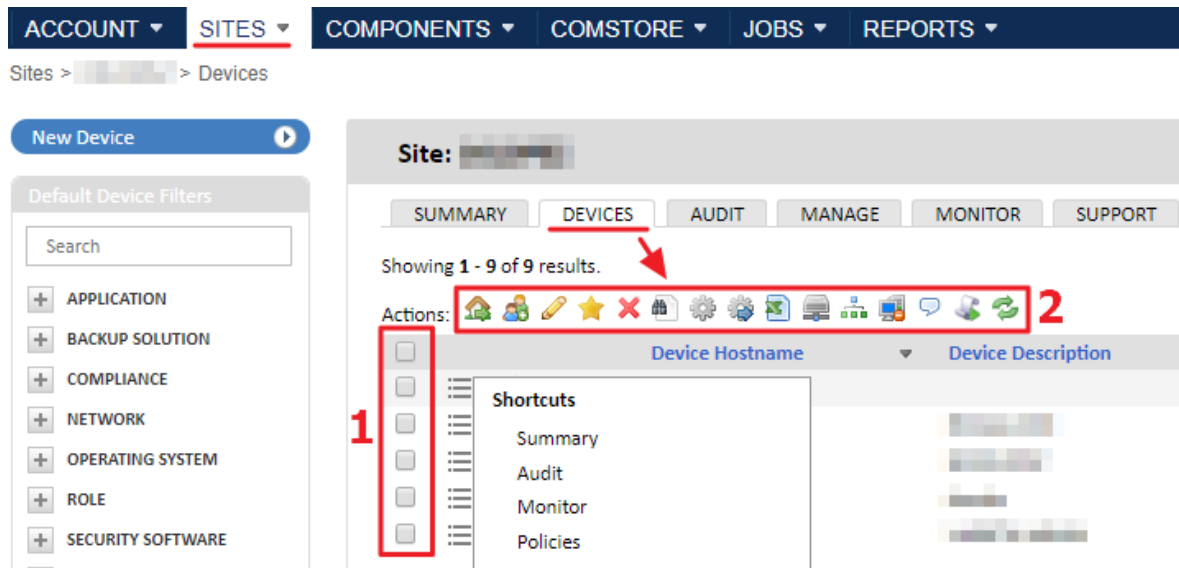 ACCOUNT SITES COMPONENTS COMSTORE JOBS REPORTS
Sites > > Devices
New Device
Default Device Filters
Search
APPLICATION
BACKUP SOLUTION
COMPLIANCE
NETWORK
OPERATING SYSTEM
ROLE
SECURITY SOFTWARE
Site:
SUMMARY DEVICES AUDIT MANAGE MONITOR SUPPORT
Showing 1 - 9 of 9 results.
Actions: 2
Device Hostname Device Description
1
Shortcuts
Summary
Audit
Monitor
Policies